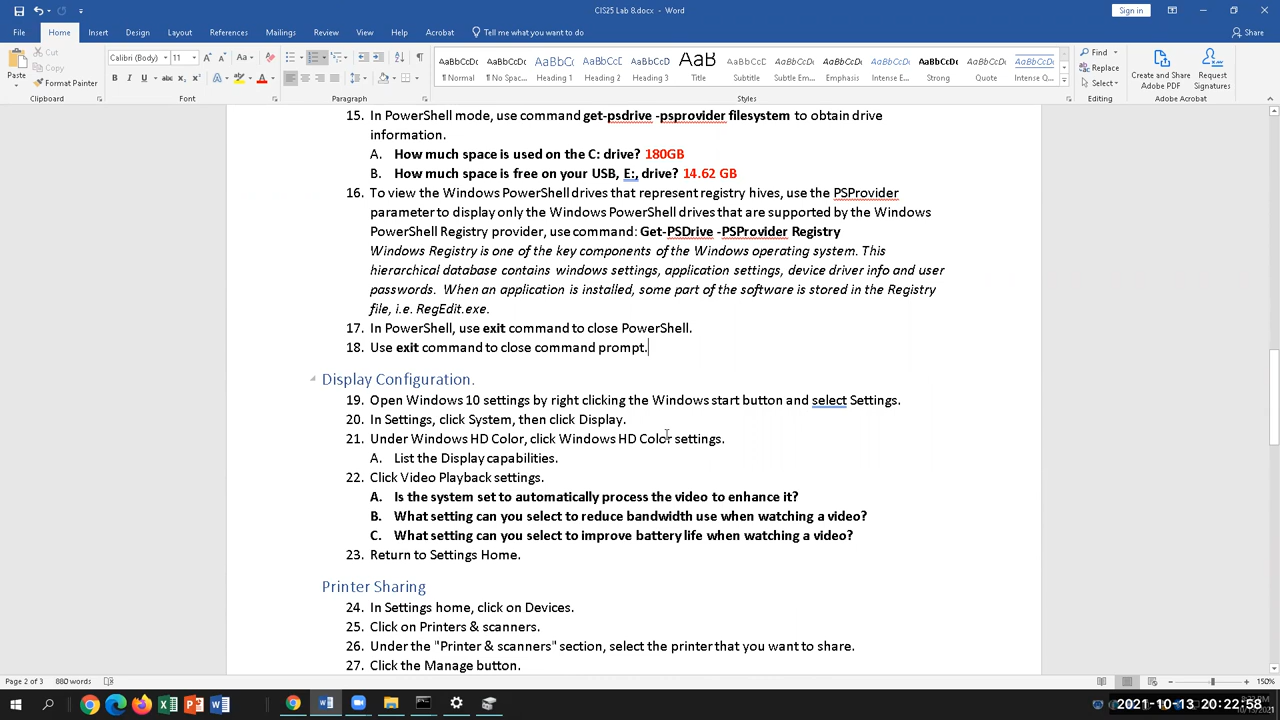 CIS25 Lab 8.docx - Word
Sign in
File Home Insert Draw Design Layout References Mailings Review View Help Acrobat Tell me what you want to do Share
Paste
Cut
Copy
Format Painter
Clipboard
Calibri (Body) 11
Font
Paragraph
AaBbCcDc AaBbCcDc AaBbC( AaBbCcC AaBbCcD AaB AaBbCcD AaBbCcDc AaBbCcDc AaBbCcDc AaBbCcDc AaBbCcDc AaBbCcDc
¶ Normal ¶ No Spac... Heading 1 Heading 2 Heading 3 Title Subtitle Subtle Em... Emphasis Intense E... Strong Quote Intense Q...
Styles
Find
Replace
Select
Editing
Create and Share
Adobe PDF
Request
Signatures
Adobe Acrobat
15. In PowerShell mode, use command get-psdrive -psprovider filesystem to obtain drive
information.
A. How much space is used on the C: drive? 180GB
B. How much space is free on your USB, E:, drive? 14.62 GB
16. To view the Windows PowerShell drives that represent registry hives, use the PSProvider
parameter to display only the Windows PowerShell drives that are supported by the Windows
PowerShell Registry provider, use command: Get-PSDrive -PSProvider Registry
Windows Registry is one of the key components of the Windows operating system. This
hierarchical database contains windows settings, application settings, device driver info and user
passwords. When an application is installed, some part of the software is stored in the Registry
file, i.e. RegEdit.exe.
17. In PowerShell, use exit command to close PowerShell.
18. Use exit command to close command prompt.
Display Configuration.
19. Open Windows 10 settings by right clicking the Windows start button and select Settings.
20. In Settings, click System, then click Display.
21. Under Windows HD Color, click Windows HD Color settings.
A. List the Display capabilities.
22. Click Video Playback settings.
A. Is the system set to automatically process the video to enhance it?
B. What setting can you select to reduce bandwidth use when watching a video?
C. What setting can you select to improve battery life when watching a video?
23. Return to Settings Home.
Printer Sharing
24. In Settings home, click on Devices.
25. Click on Printers & scanners.
26. Under the "Printer & scanners" section, select the printer that you want to share.
27. Click the Manage button.
Page 2 of 3 880 words
150%
2021-10-13 20:22:58